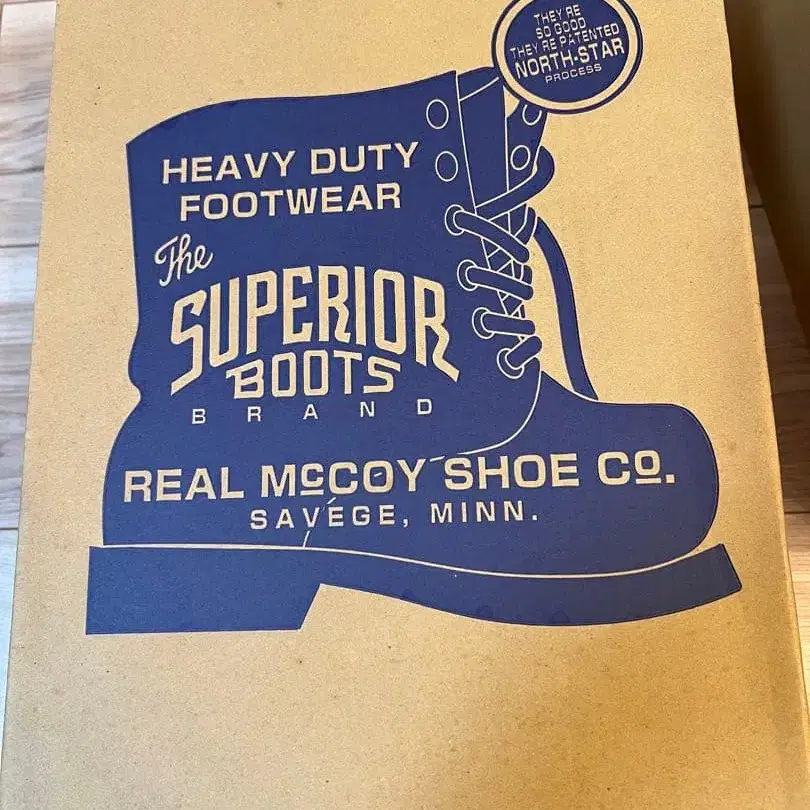 THEY'RE
SO GOOD
THEY'RE PATENTED
NORTH-STAR
PROCESS
HEAVY DUTY
FOOTWEAR
The
SUPERIOR
BOOTS
BRAND
REAL McCOY SHOE Co.
SAVÉGE, MINN.